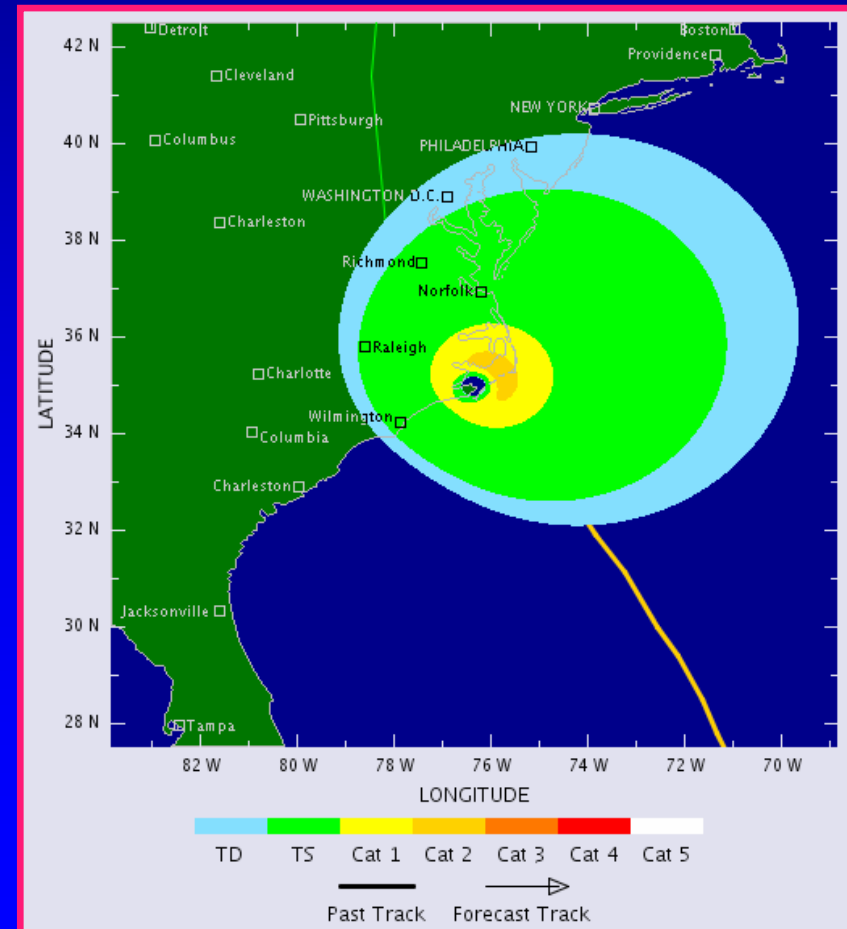 42 N
Detroit
Boston
Providence
Cleveland
NEW YORK
Pittsburgh
40 N
Columbus
PHILADELPHIA
WASHINGTON D.C.
Charleston
38 N
Richmond
Norfolk
36 N
Raleigh
Charlotte
LATITUDE
Wilmington
34 N
Columbia
Charleston
32 N
Jacksonville
30 N
28 N
Tampa
82 W 80 W 78 W 76 W 74 W 72 W 70 W
LONGITUDE
TD TS Cat 1 Cat 2 Cat 3 Cat 4 Cat 5
Past Track Forecast Track